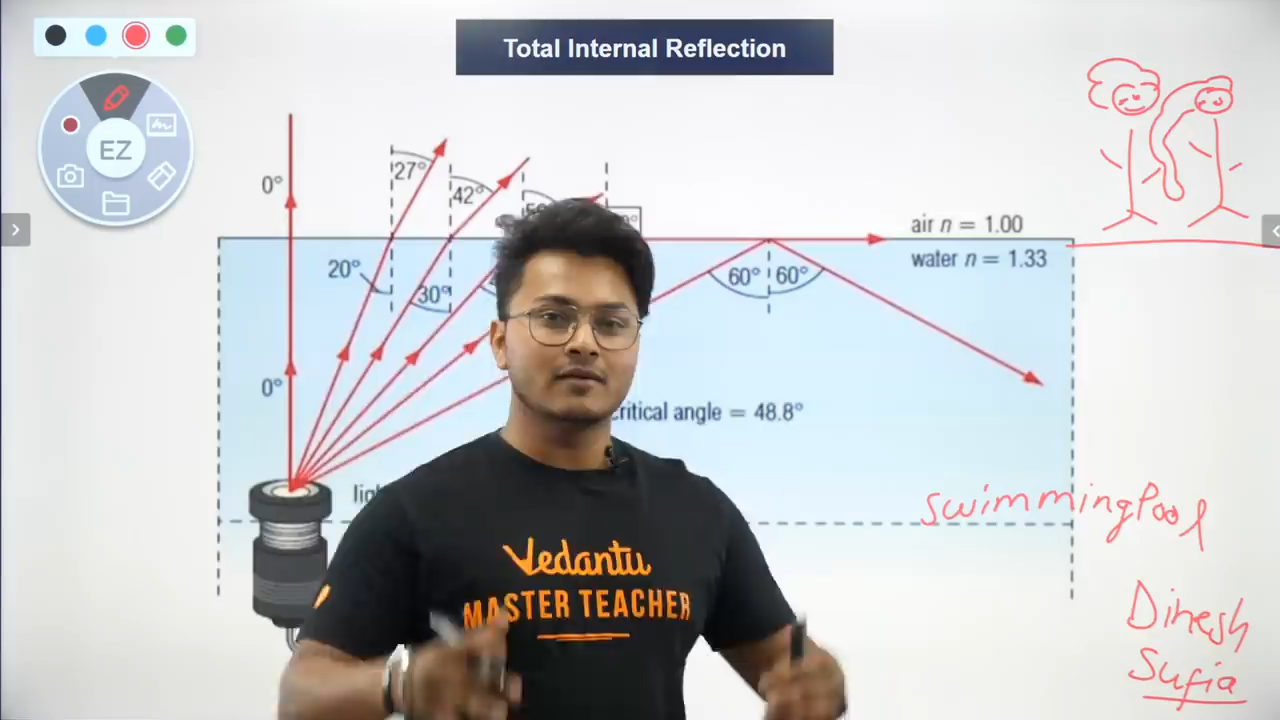 Total Internal Reflection
EZ
0°
27°
42°
air n = 1.00
water n = 1.33
20°
30°
60°
60°
0°
critical angle = 48.8°
swimmingPool
Vedantu
MASTER TEACHER
Dinesh
Sufia